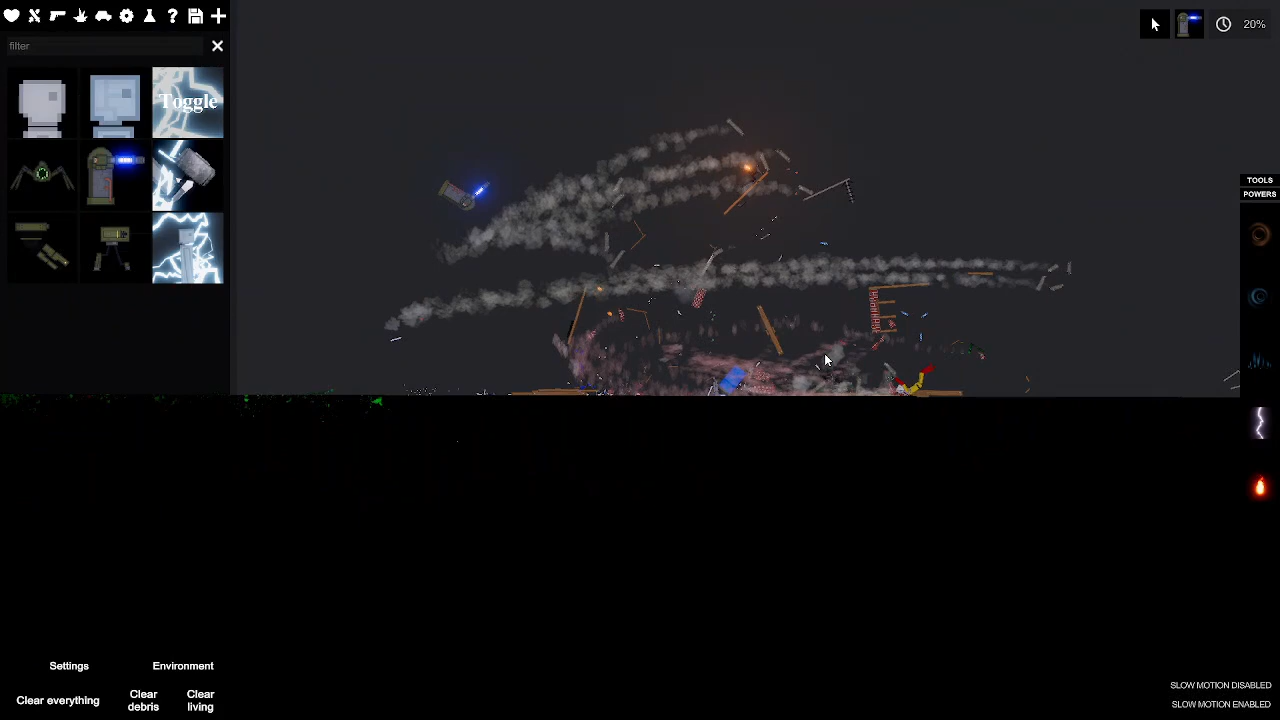 filter
Toggle
20%
TOOLS
POWERS
Settings
Environment
Clear everything
Clear
debris
Clear
living
SLOW MOTION DISABLED
SLOW MOTION ENABLED